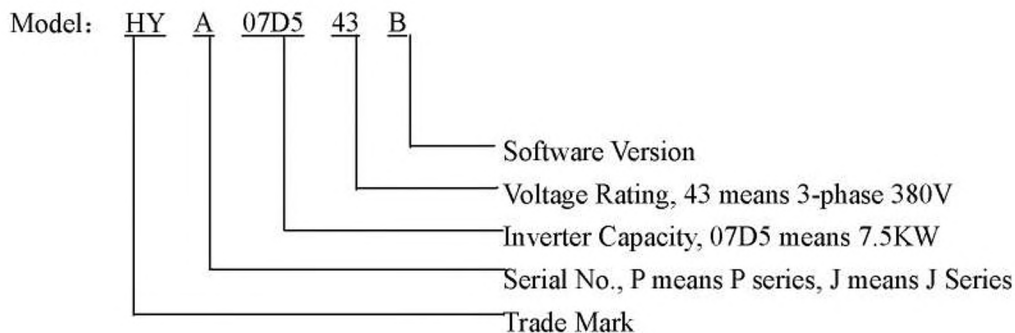 Model： HY A 07D5 43 B
Software Version
Voltage Rating, 43 means 3-phase 380V
Inverter Capacity, 07D5 means 7.5KW
Serial No., P means P series, J means J Series
Trade Mark